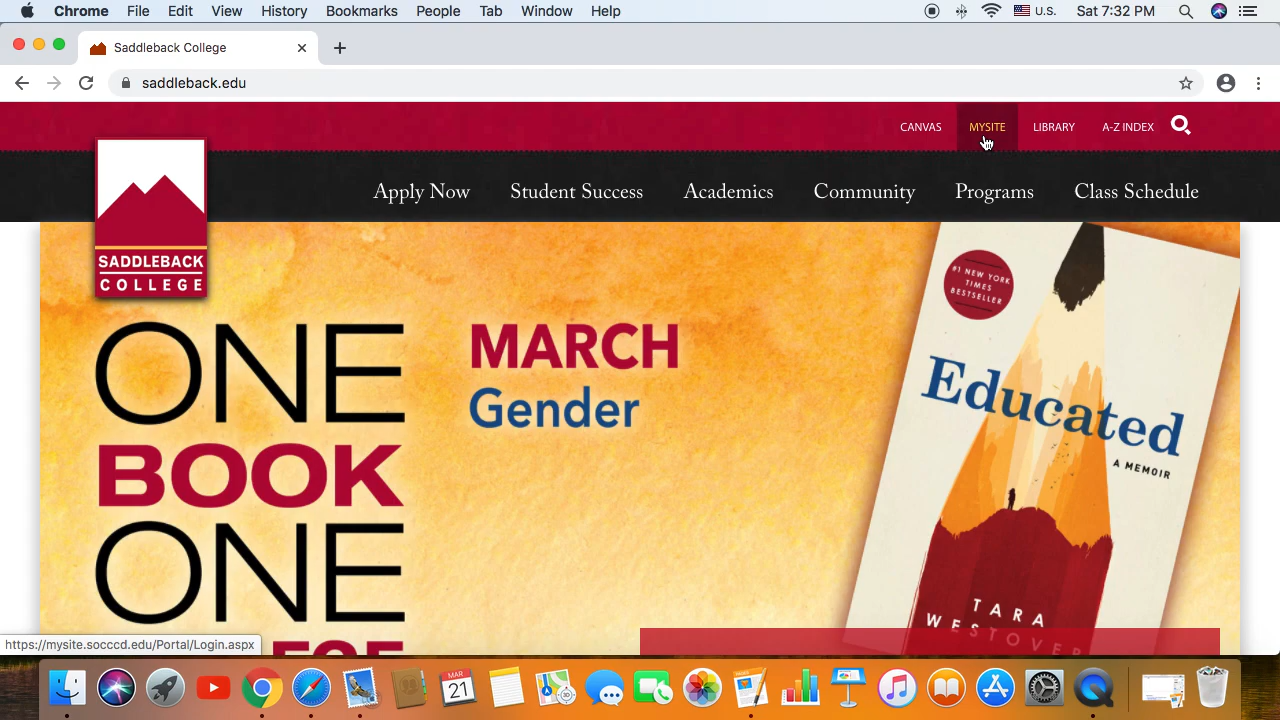 Chrome File Edit View History Bookmarks People Tab Window Help U.S. Sat 7:32 PM
Saddleback College
saddleback.edu
CANVAS MYSITE LIBRARY A-Z INDEX
Apply Now Student Success Academics Community Programs Class Schedule
SADDLEBACK
COLLEGE
ONE
BOOK
ONE
MARCH
Gender
#1 NEW YORK
TIMES
BESTSELLER
Educated
A MEMOIR
TARA
WESTOVER
https://mysite.socccd.edu/Portal/Login.aspx
MAR
21